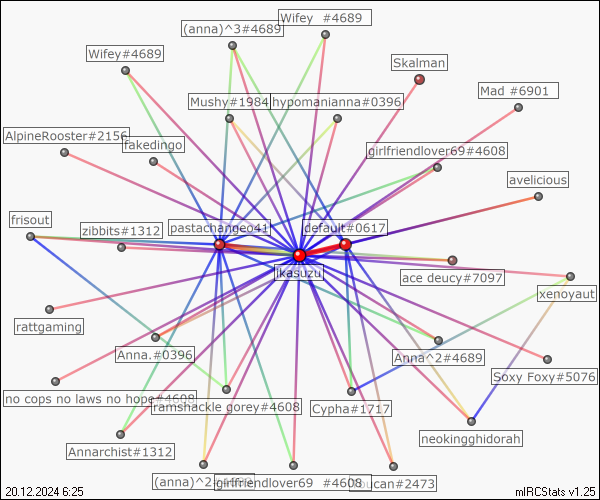 Wifey #4689
(anna)^3#4689
Wifey#4689
Skalman
Mad #6901
Mushy#1984
hypomanianna#0396
AlpineRooster#2156
fakedingo
girlfriendlover69#4608
avelicious
frisout
zibbits#1312
pastachangeo41
default#0617
ikasuzu
ace deucy#7097
xenoyaut
rattgaming
Anna.#0396
Anna^2#4689
Soxy Foxy#5076
no cops no laws no hope#4608
ramshackle gorey#4608
Cypha#1717
neokingghidorah
Annarchist#1312
(anna)^2
girlfriendlover69 #4608
oucan#2473
20.12.2024 6:25
mIRCStats v1.25